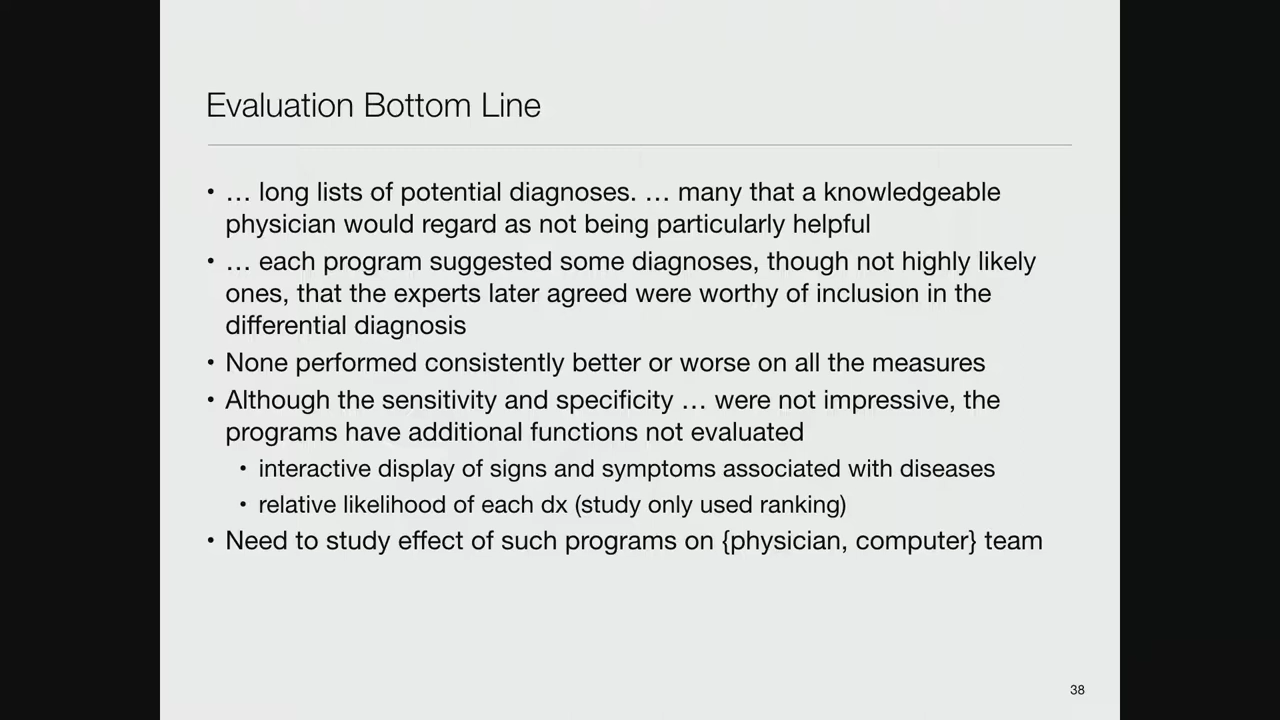 Evaluation Bottom Line
• … long lists of potential diagnoses. … many that a knowledgeable
physician would regard as not being particularly helpful
• … each program suggested some diagnoses, though not highly likely
ones, that the experts later agreed were worthy of inclusion in the
differential diagnosis
• None performed consistently better or worse on all the measures
• Although the sensitivity and specificity … were not impressive, the
programs have additional functions not evaluated
• interactive display of signs and symptoms associated with diseases
• relative likelihood of each dx (study only used ranking)
• Need to study effect of such programs on {physician, computer} team
38